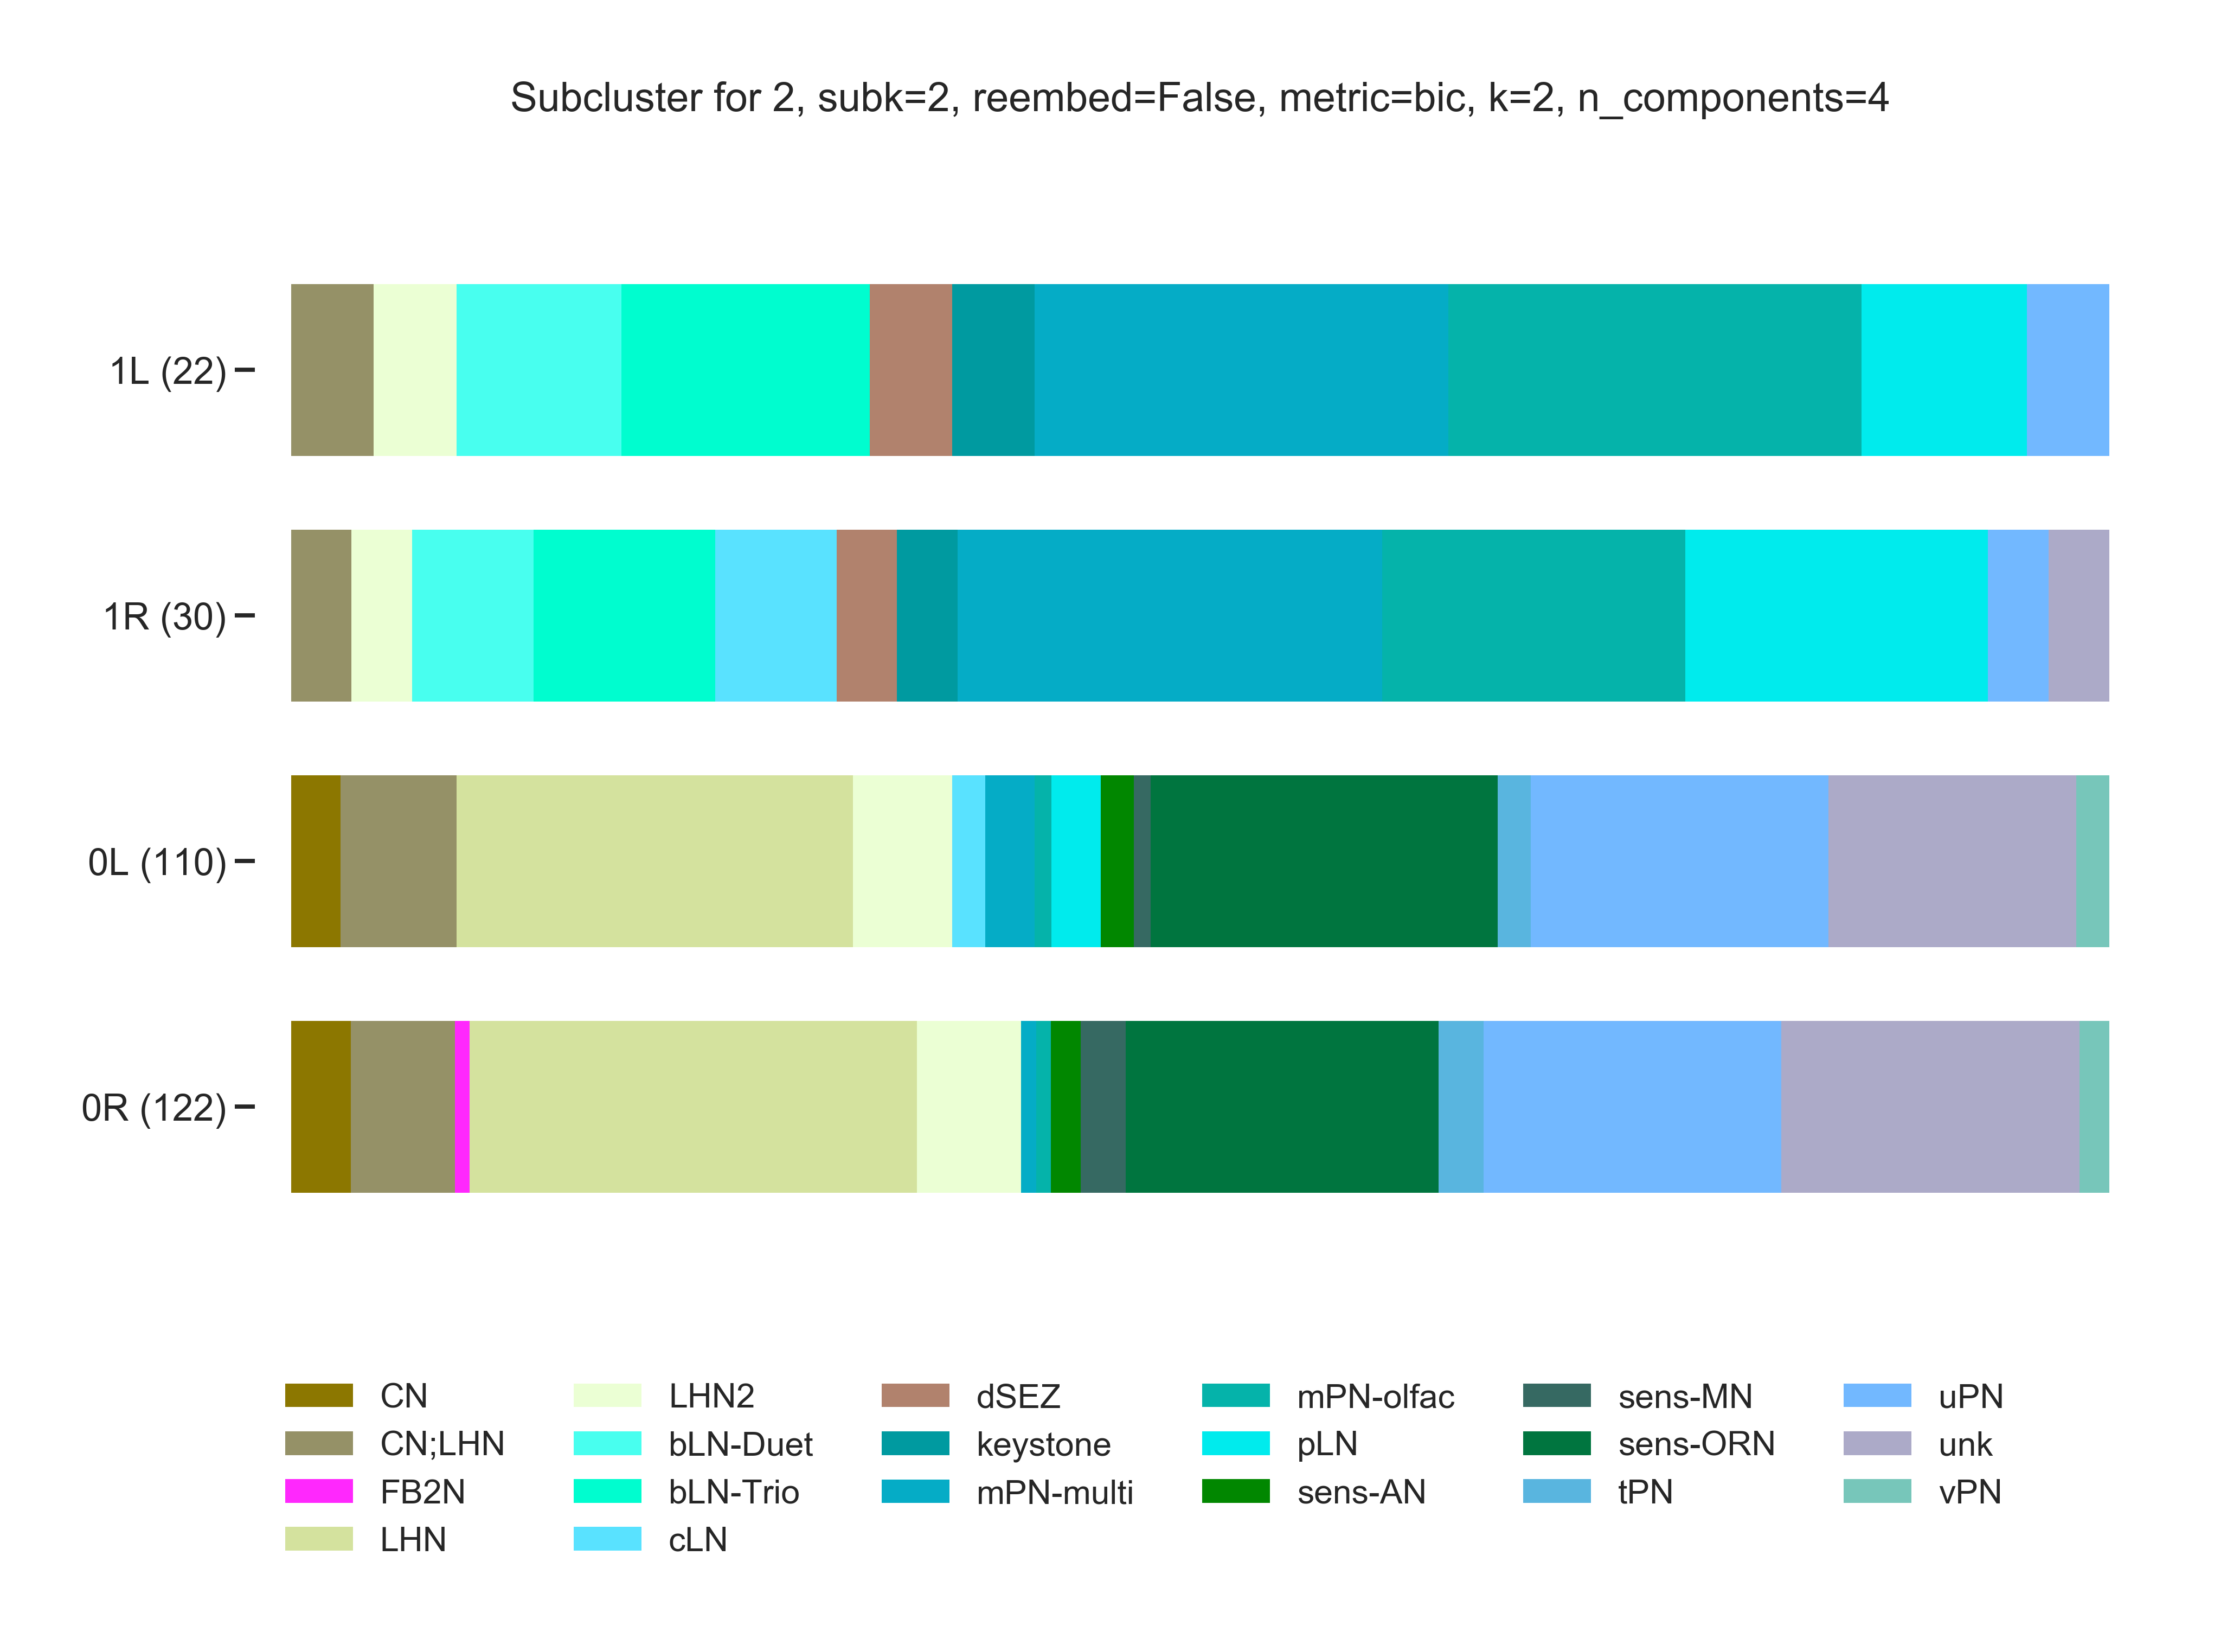 Subcluster for 2, subk=2, reembed=False, metric=bic, k=2, n_components=4
1L (22)
1R (30)
0L (110)
0R (122)
CN LHN2 dSEZ mPN-olfac sens-MN uPN
CN;LHN bLN-Duet keystone pLN sens-ORN unk
FB2N bLN-Trio mPN-multi sens-AN tPN vPN
LHN cLN